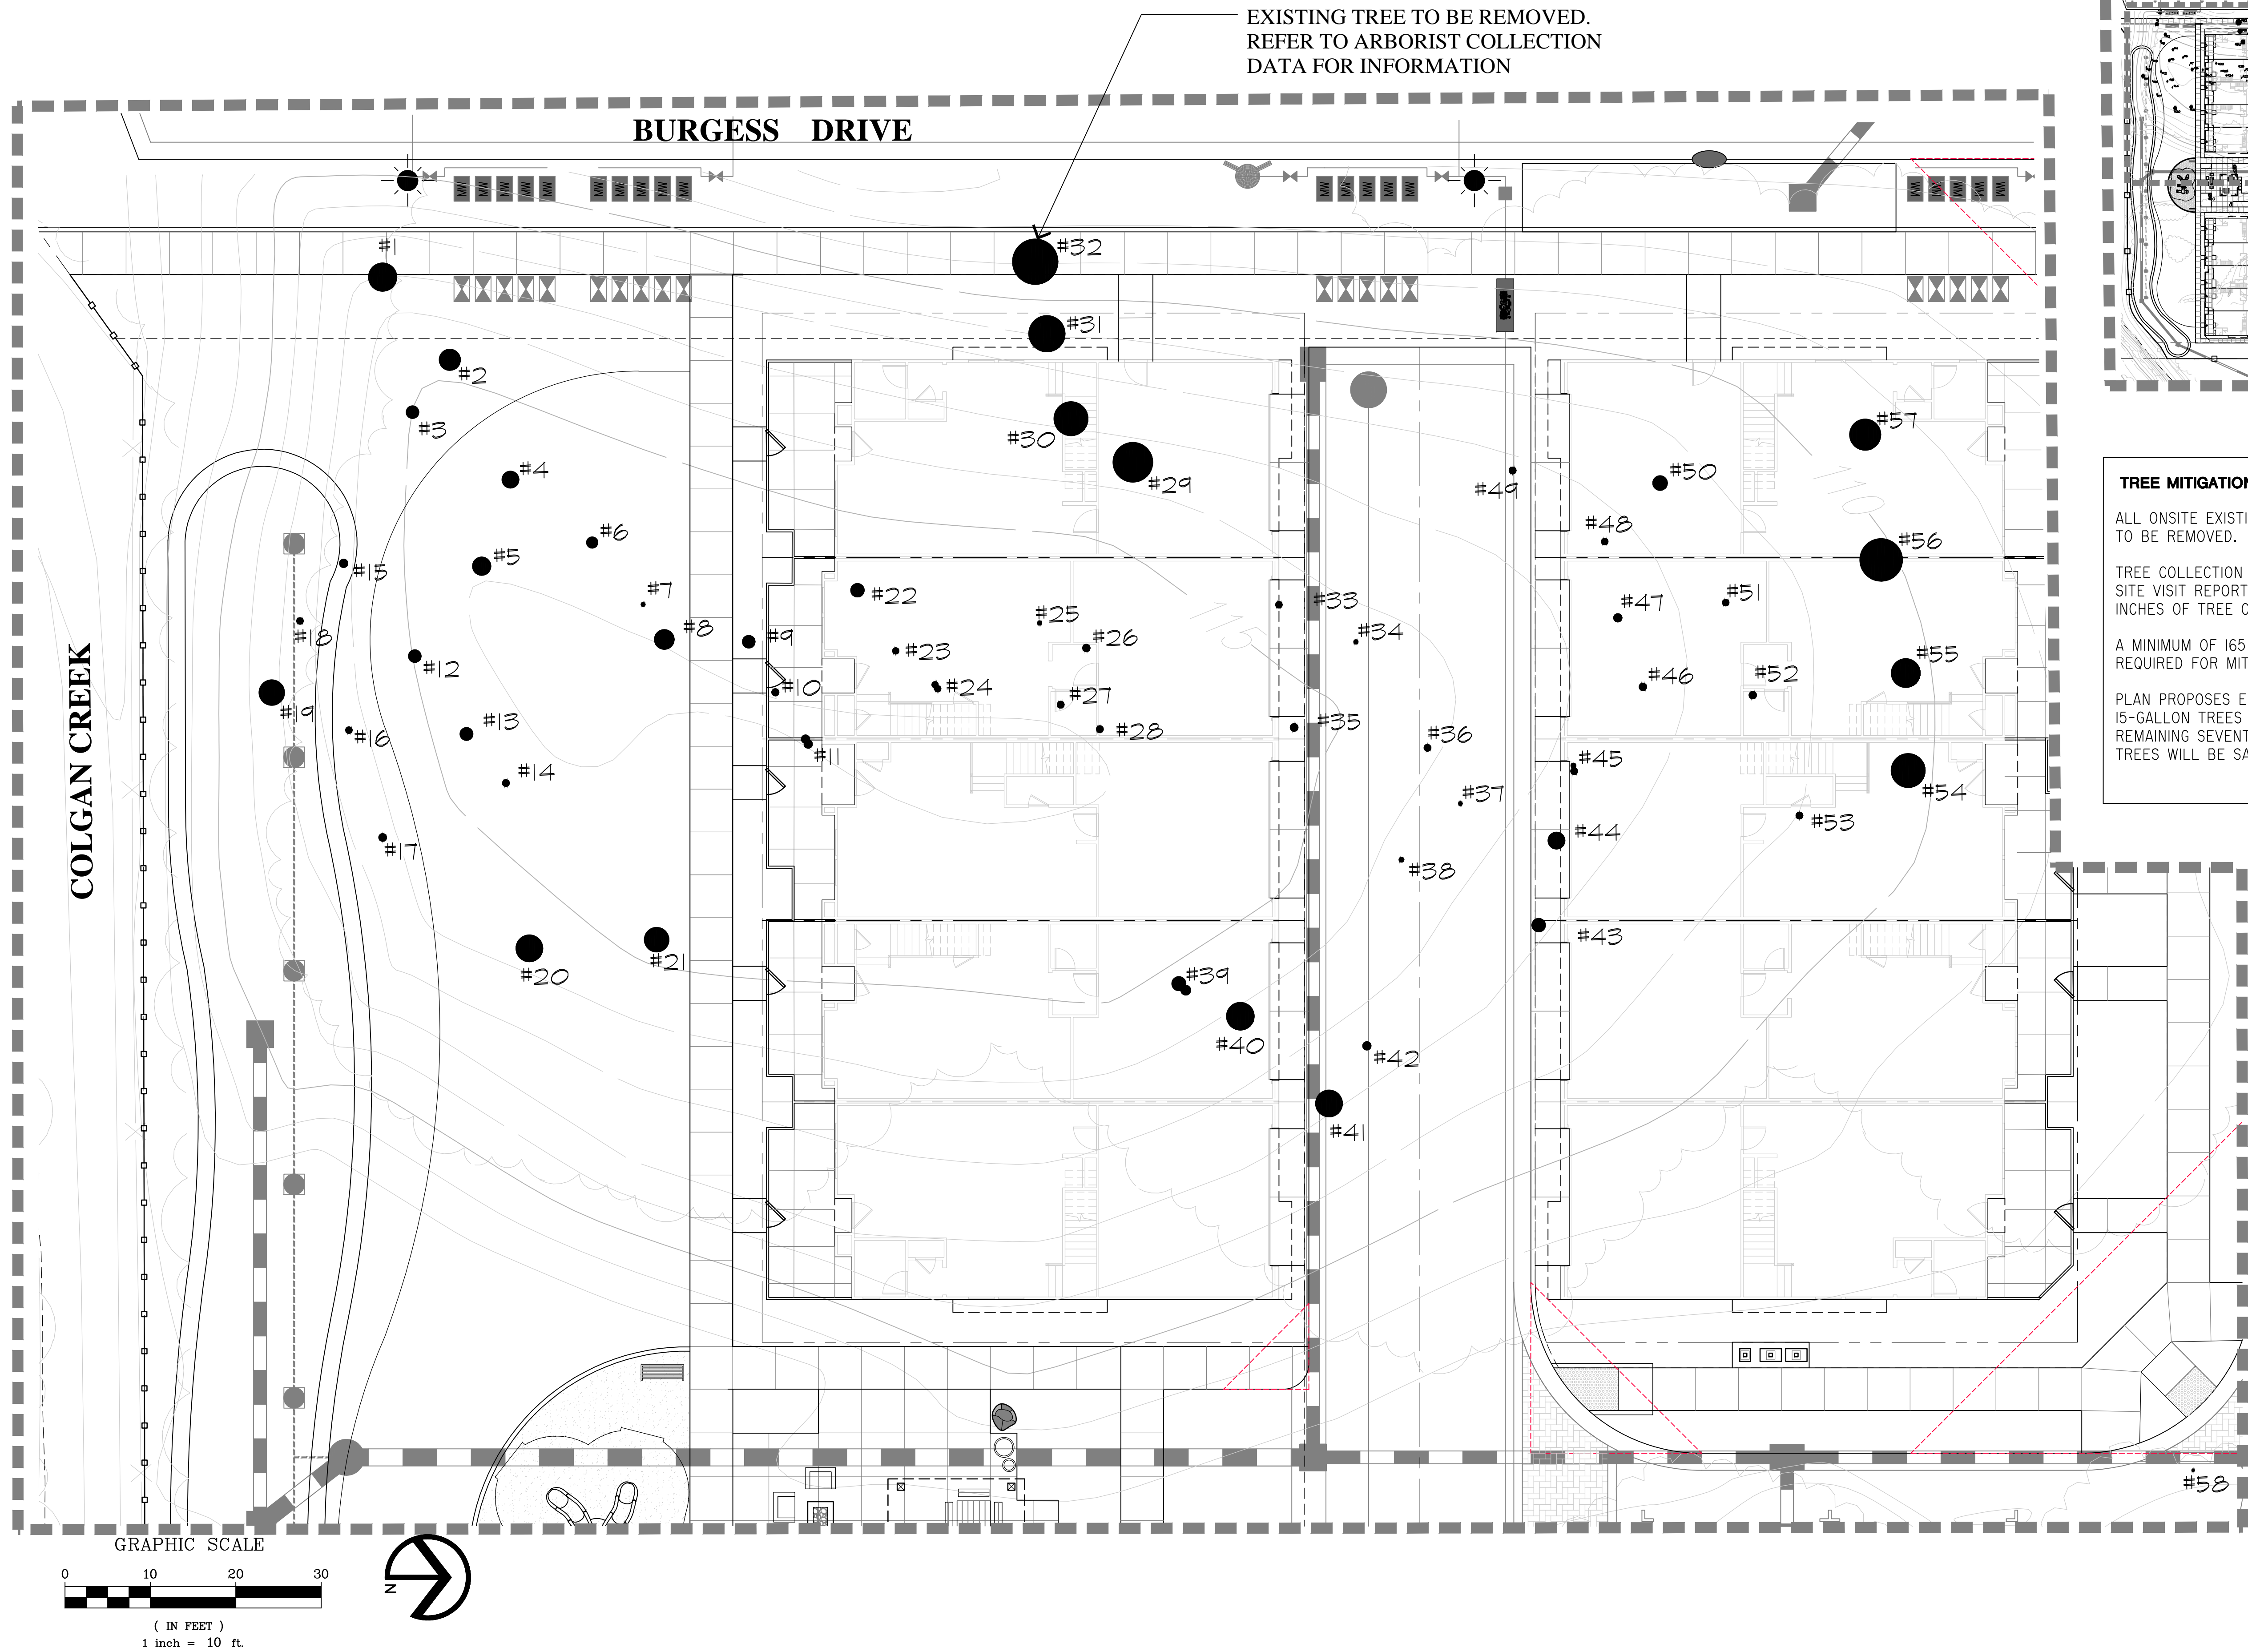 EXISTING TREE TO BE REMOVED.
REFER TO ARBORIST COLLECTION
DATA FOR INFORMATION
BURGESS DRIVE
COLGAN CREEK
#1
#32
#31
#2
#3
#30
#29
#57
#4
#49
#50
#6
#48
#5
#56
#15
#7
#22
#25
#33
#47
#51
#18
#8
#9
#26
#34
#12
#23
#55
#19
#10
#24
#27
#46
#52
#16
#13
#11
#28
#35
#36
#14
#45
#37
#54
#17
#44
#53
#38
#20
#21
#39
#43
#40
#42
#41
#58
TREE MITIGATION
ALL ONSITE
TO BE REMOVED.
TREE COLLECTION
SITE VISIT
INCHES OF TREE
A MINIMUM OF 165
REQUIRED FOR
PLAN PROPOSES
15-GALLON TREES
REMAINING
TREES WILL BE
GRAPHIC SCALE
0 10 20 30
( IN FEET )
1 inch = 10 ft.
N